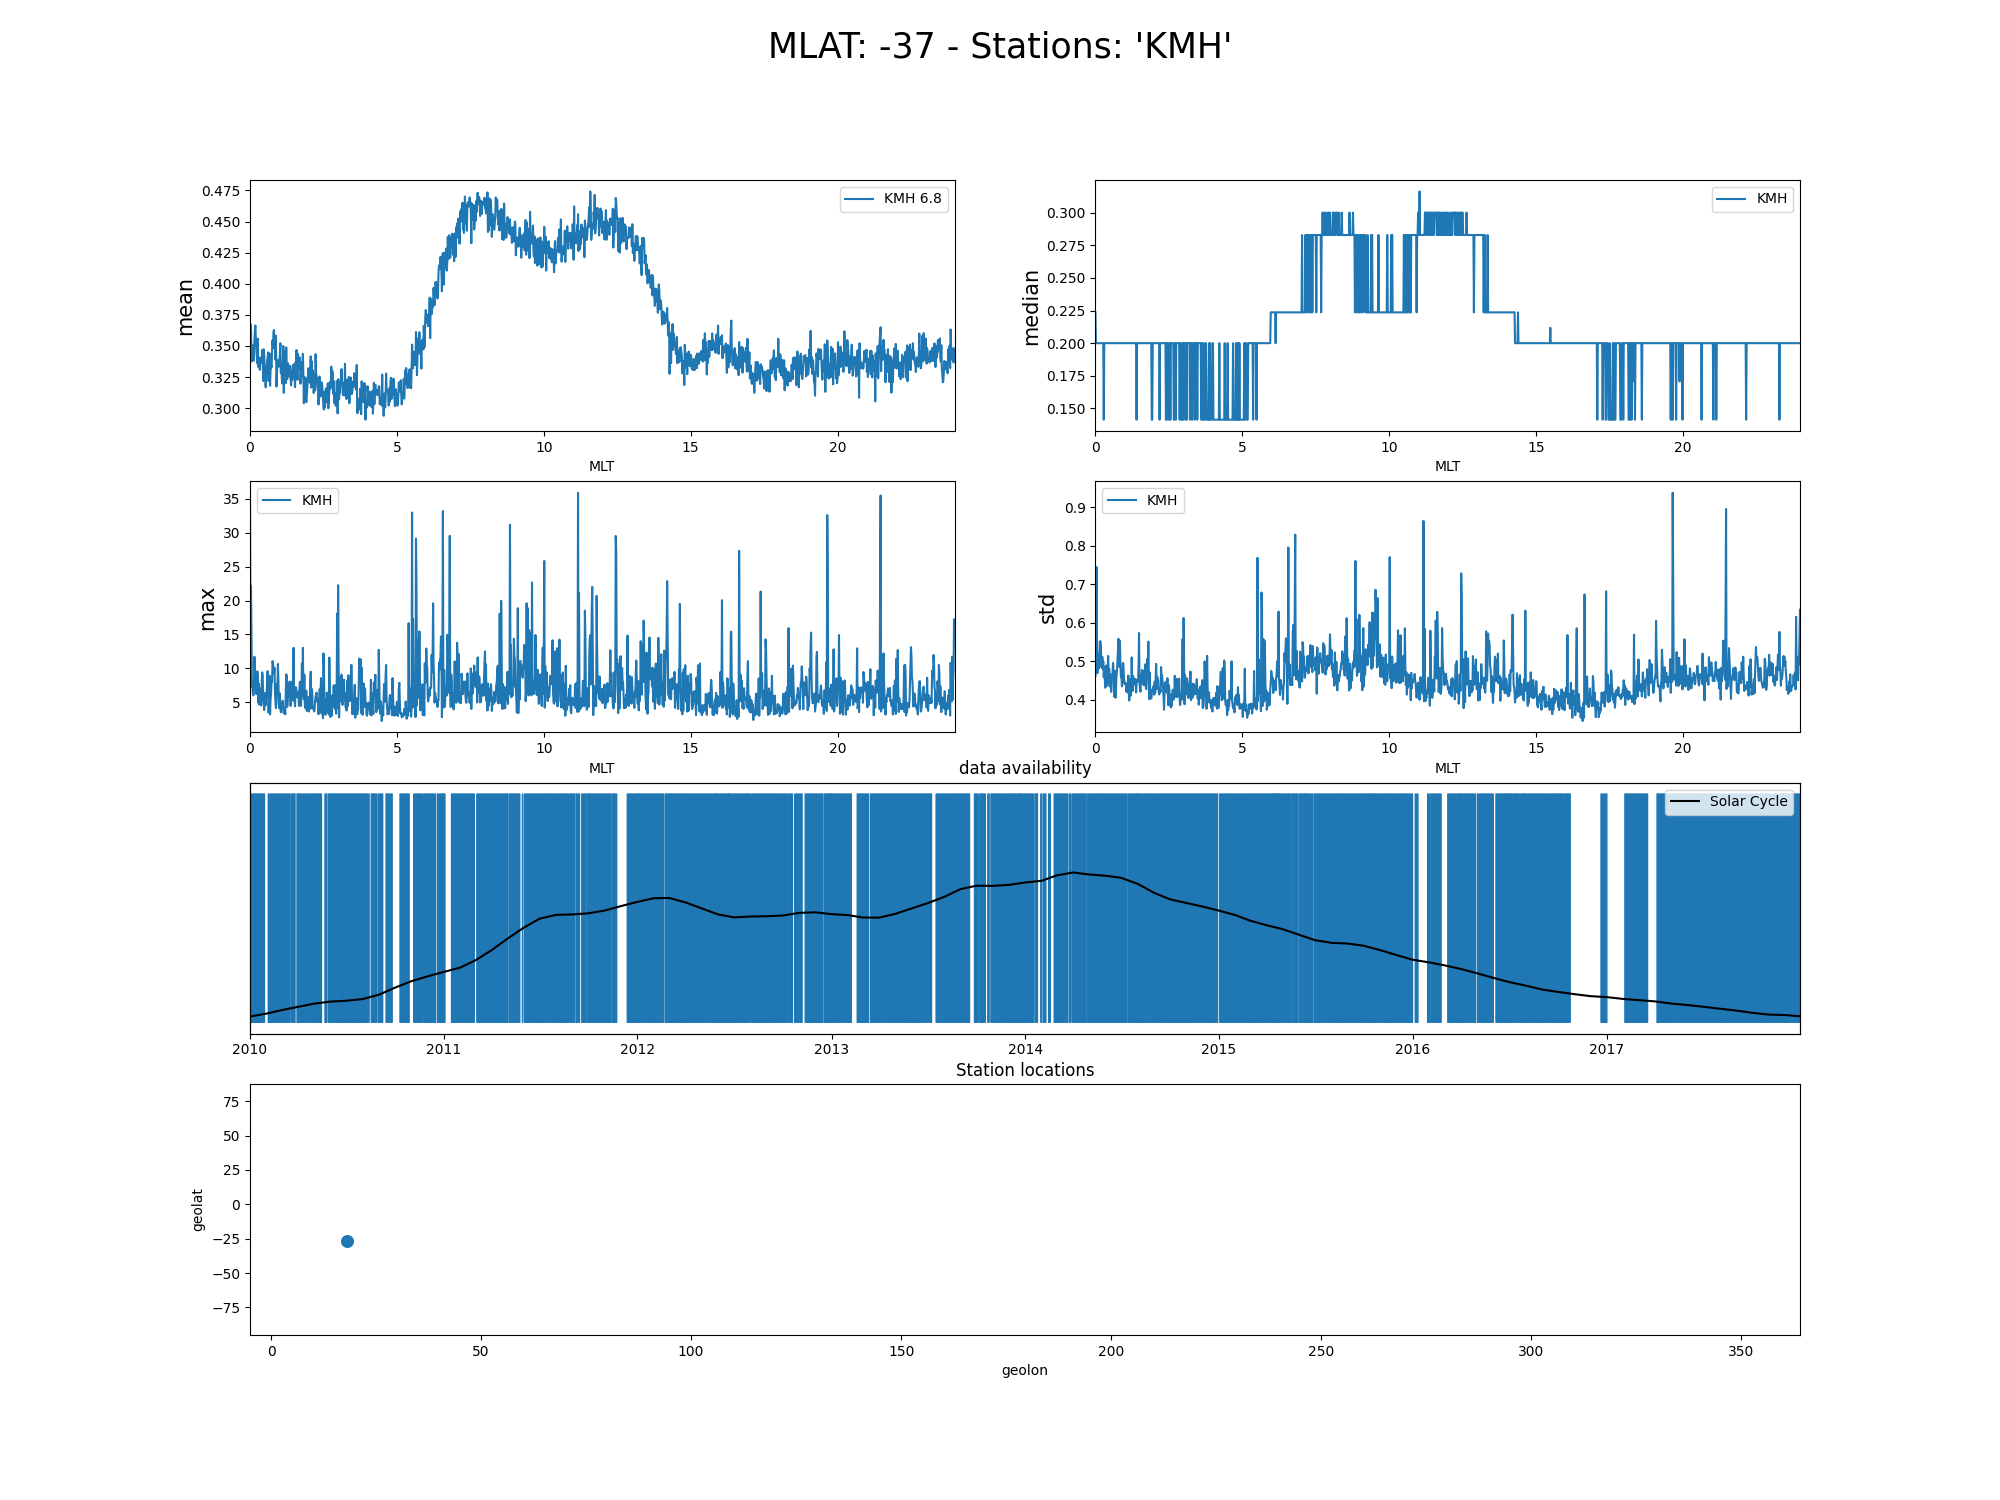 MLAT: -37 - Stations: 'KMH'
mean
0.475
0.450
0.425
0.400
0.375
0.350
0.325
0.300
KMH 6.8
0 5 10 15 20
MLT
median
0.300
0.275
0.250
0.225
0.200
0.175
0.150
KMH
0 5 10 15 20
MLT
max
35
30
25
20
15
10
5
KMH
0 5 10 15 20
MLT
std
0.9
0.8
0.7
0.6
0.5
0.4
KMH
0 5 10 15 20
MLT
data availability
Solar Cycle
2010 2011 2012 2013 2014 2015 2016 2017
Station locations
geolat
75
50
25
0
−25
−50
−75
0 50 100 150 200 250 300 350
geolon